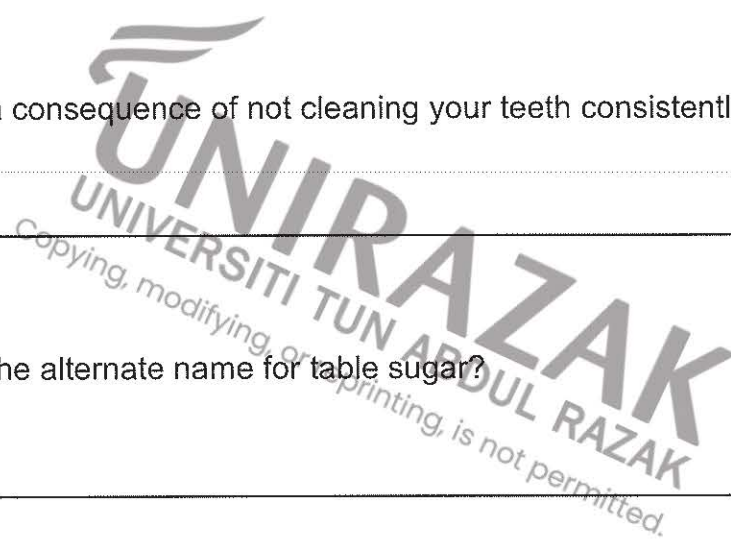 consequence of not cleaning your teeth consistentl
UNIRAZAK
UNIVERSITI TUN ABDUL RAZAK
Copying, modifying, or reprinting, is not permitted.
he alternate name for table sugar?